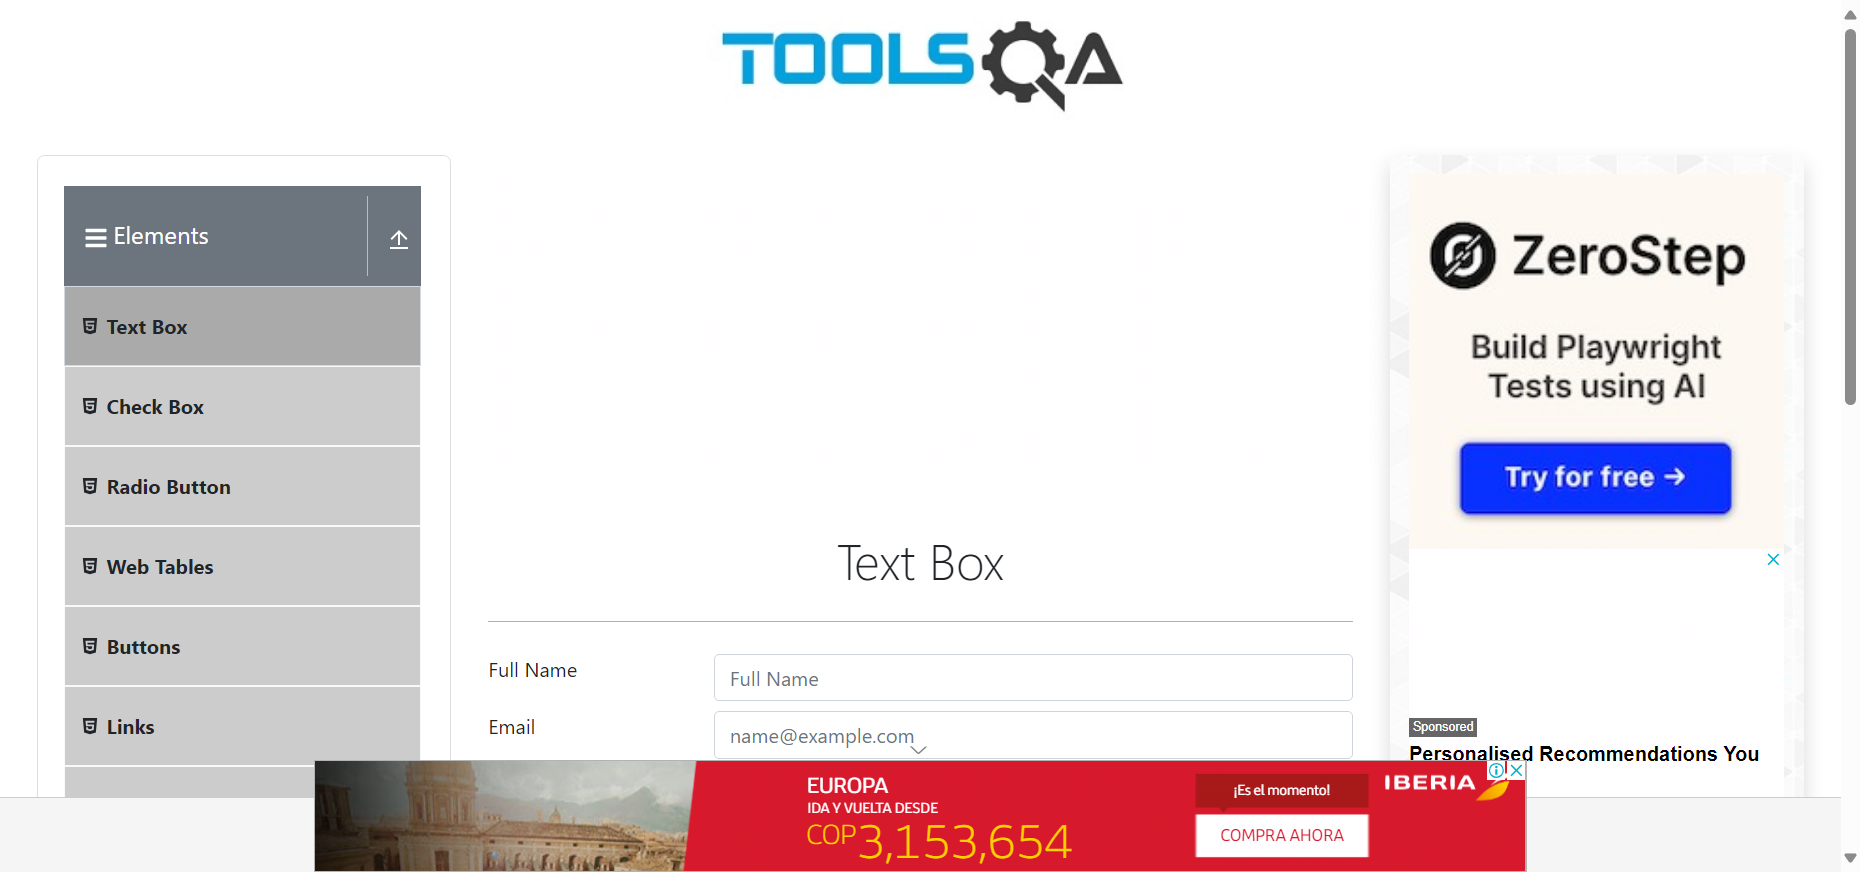 TOOLSQA
Elements
Text Box
Check Box
Radio Button
Web Tables
Buttons
Links
Text Box
Full Name
Full Name
Email
name@example.com
ZeroStep
Build Playwright
Tests using AI
Try for free →
Sponsored
Personalised Recommendations You
EUROPA
IDA Y VUELTA DESDE
COP3,153,654
¡Es el momento!
COMPRA AHORA
IBERIA